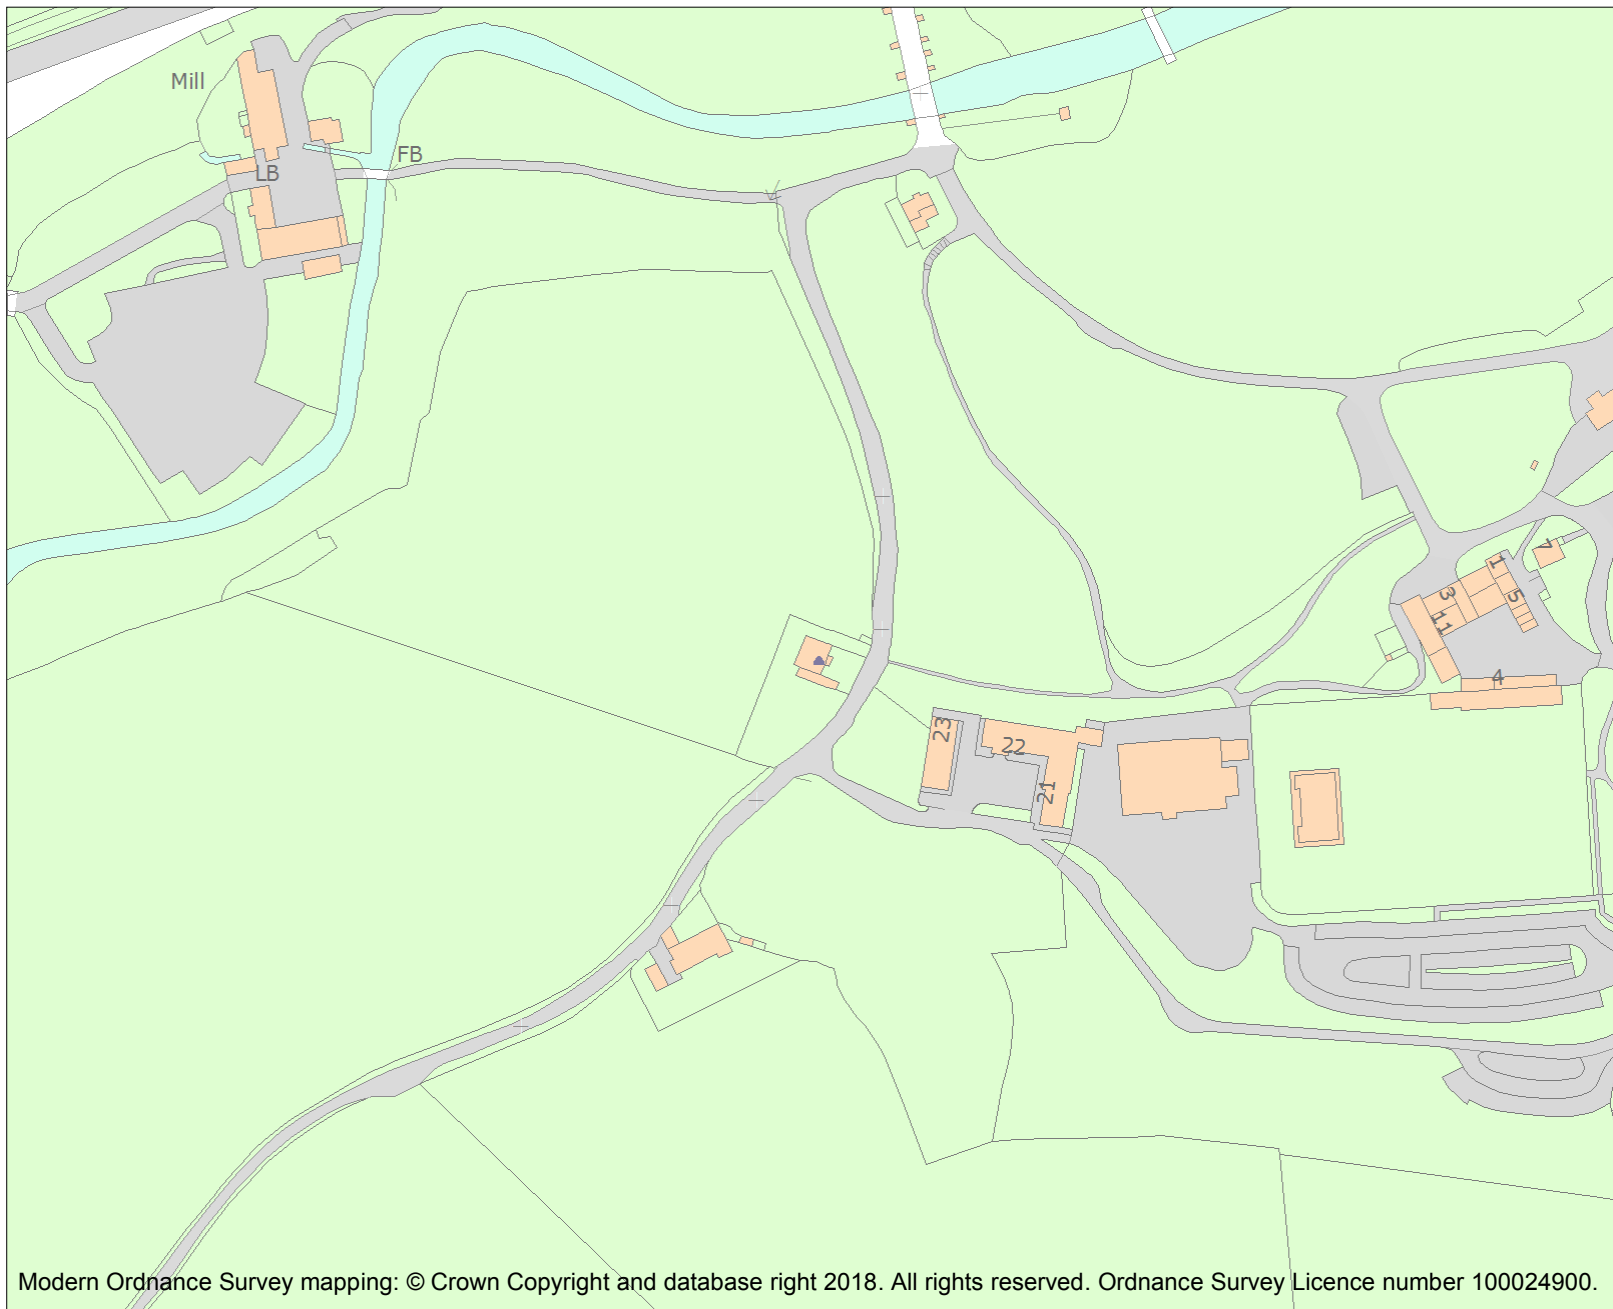 Mill
FB
LB
7
1
3
5
11
4
23
22
21
Modern Ordnance Survey mapping: © Crown Copyright and database right 2018. All rights reserved. Ordnance Survey Licence number 100024900.